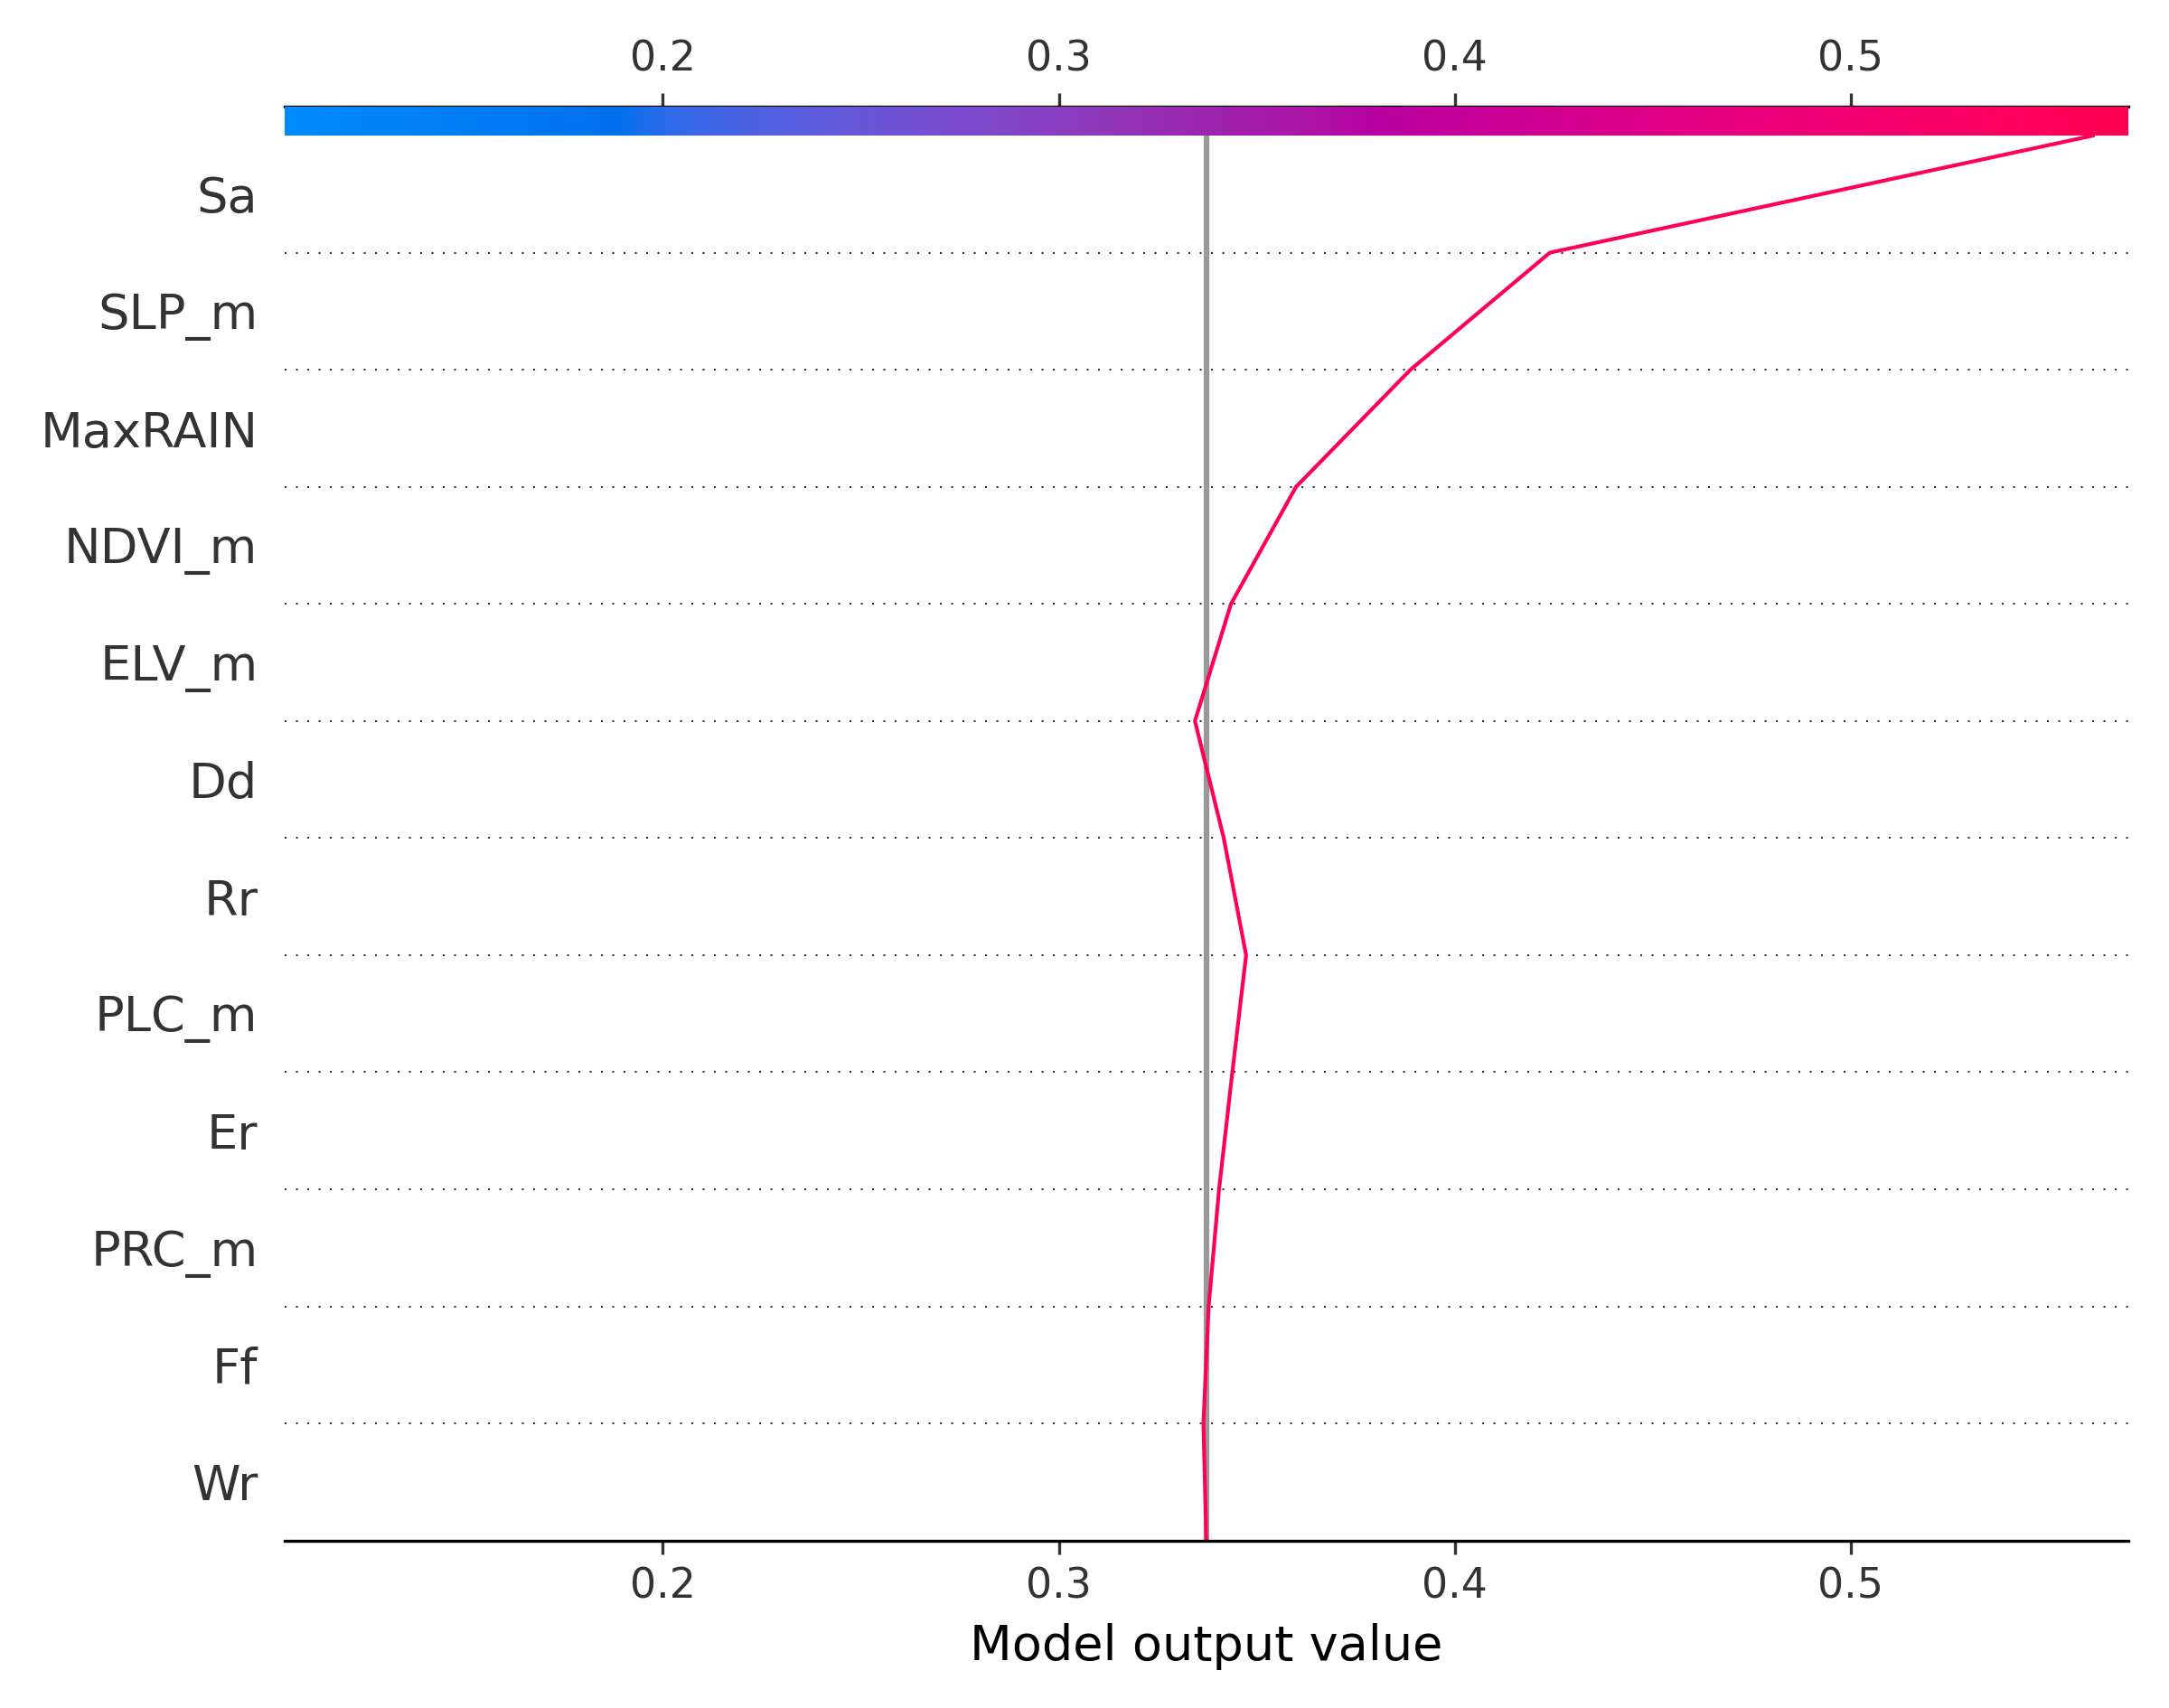 0.2 0.3 0.4 0.5
Sa
SLP_m
MaxRAIN
NDVI_m
ELV_m
Dd
Rr
PLC_m
Er
PRC_m
Ff
Wr
0.2 0.3 0.4 0.5
Model output value